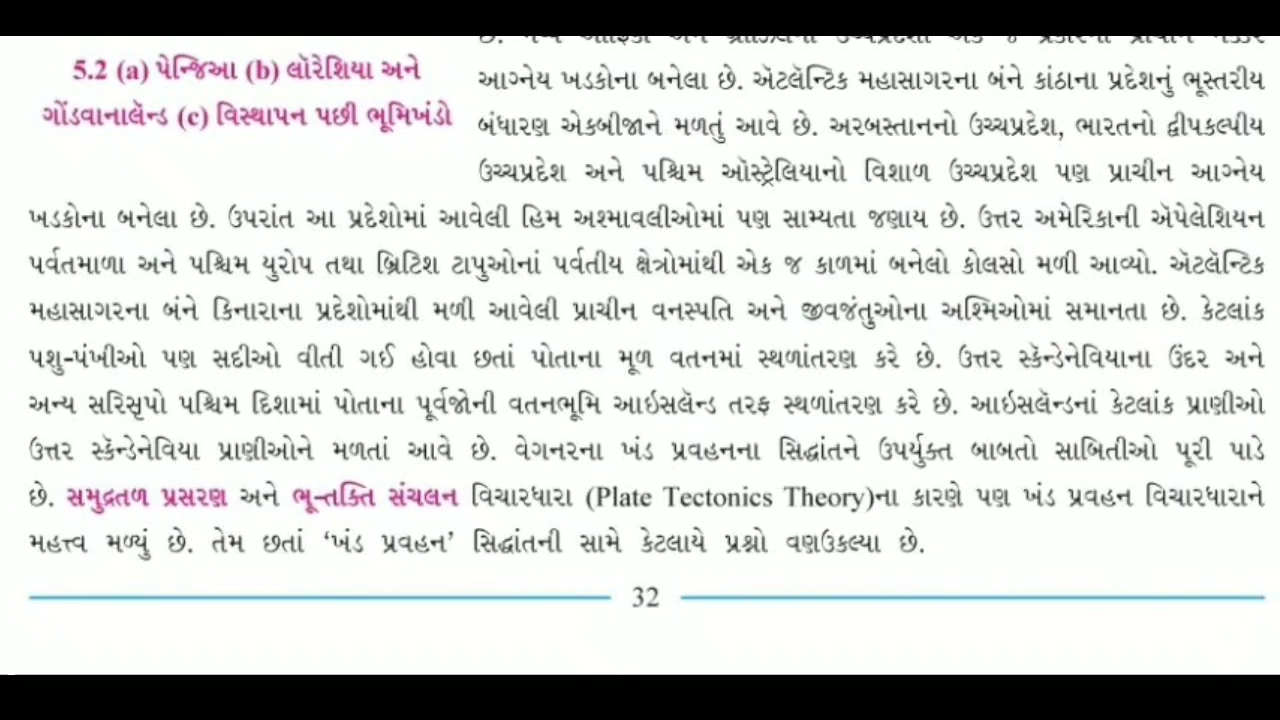 5.2 (a) પેન્જિઆ (b) લૉરેશિયા અને
ગોંડવાનાલૅન્ડ (c) વિસ્થાપન પછી ભૂમિખંડો
આગ્નેય ખડકોના બનેલા છે. ઍટલૅન્ટિક મહાસાગરના બંને કાંઠાના પ્રદેશનું ભૂસ્તરીય
બંધારણ એકબીજાને મળતું આવે છે. અરબસ્તાનનો ઉચ્ચપ્રદેશ, ભારતનો દ્વીપકલ્પીય
ઉચ્ચપ્રદેશ અને પશ્ચિમ ઑસ્ટ્રેલિયાનો વિશાળ ઉચ્ચપ્રદેશ પણ પ્રાચીન આગ્નેય
ખડકોના બનેલા છે. ઉપરાંત આ પ્રદેશોમાં આવેલી હિમ અશ્માવલીઓમાં પણ સામ્યતા જણાય છે. ઉત્તર અમેરિકાની ઍપેલેશિયન
પર્વતમાળા અને પશ્ચિમ યુરોપ તથા બ્રિટિશ ટાપુઓનાં પર્વતીય ક્ષેત્રોમાંથી એક જ કાળમાં બનેલો કોલસો મળી આવ્યો. ઍટલૅન્ટિક
મહાસાગરના બંને કિનારાના પ્રદેશોમાંથી મળી આવેલી પ્રાચીન વનસ્પતિ અને જીવજંતુઓના અશ્મિઓમાં સમાનતા છે. કેટલાંક
પશુ-પંખીઓ પણ સદીઓ વીતી ગઈ હોવા છતાં પોતાના મૂળ વતનમાં સ્થળાંતરણ કરે છે. ઉત્તર સ્કૅન્ડેનેવિયાના ઉંદર અને
અન્ય સરિસૃપો પશ્ચિમ દિશામાં પોતાના પૂર્વજોની વતનભૂમિ આઇસલૅન્ડ તરફ સ્થળાંતરણ કરે છે. આઇસલૅન્ડનાં કેટલાંક પ્રાણીઓ
ઉત્તર સ્કૅન્ડેનેવિયા પ્રાણીઓને મળતાં આવે છે. વેગનરના ખંડ પ્રવહનના સિદ્ધાંતને ઉપર્યુક્ત બાબતો સાબિતીઓ પૂરી પાડે
છે. સમુદ્રતળ પ્રસરણ અને ભૂ-તક્તિ સંચલન વિચારધારા (Plate Tectonics Theory)ના કારણે પણ ખંડ પ્રવહન વિચારધારાને
મહત્ત્વ મળ્યું છે. તેમ છતાં ‘ખંડ પ્રવહન’ સિદ્ધાંતની સામે કેટલાયે પ્રશ્નો વણઉકલ્યા છે.
32